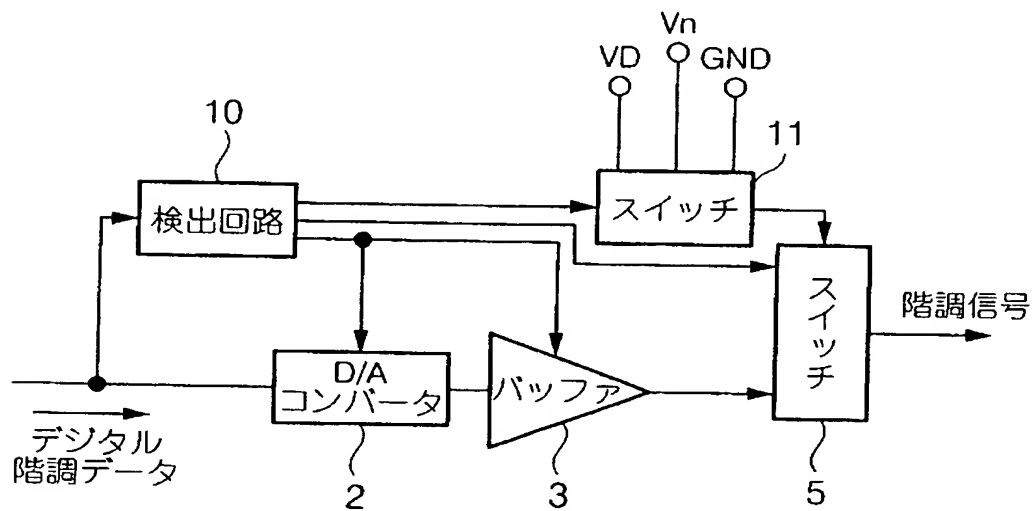 Vn
VD
GND
10
11
検出回路
スイッチ
スイッチ
階調信号
D/A
コンバータ
バッファ
デジタル
階調データ
2
3
5